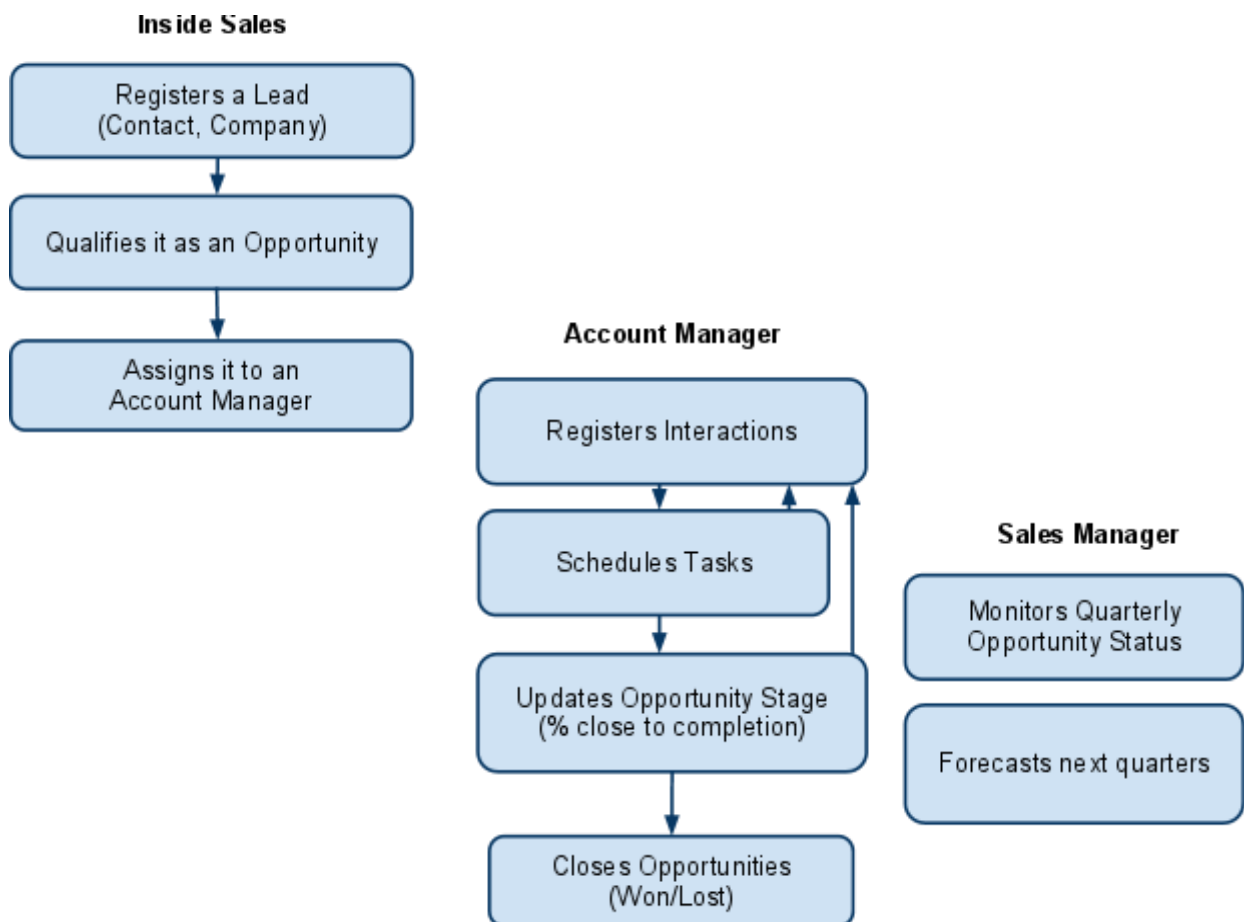 Inside Sales
Registers a Lead
(Contact, Company)
Qualifies it as an Opportunity
Assigns it to an
Account Manager
Account Manager
Registers Interactions
Schedules Tasks
Updates Opportunity Stage
(% close to completion)
Closes Opportunities
(Won/Lost)
Sales Manager
Monitors Quarterly
Opportunity Status
Forecasts next quarters